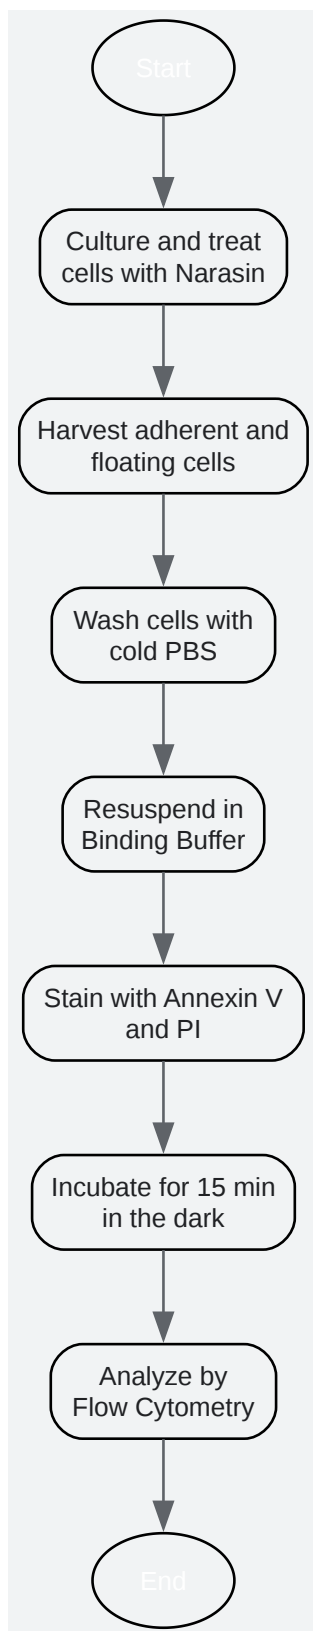 Start
Culture and treat
cells with Narasin
Harvest adherent and
floating cells
Wash cells with
cold PBS
Resuspend in
Binding Buffer
Stain with Annexin V
and PI
Incubate for 15 min
in the dark
Analyze by
Flow Cytometry
End